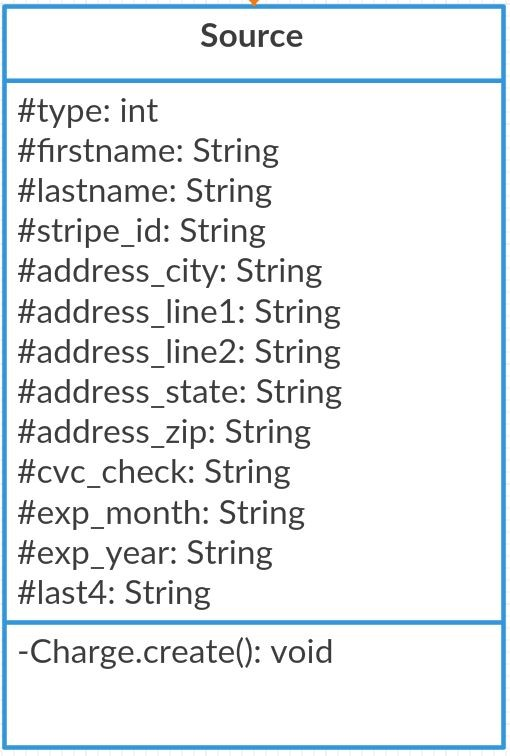 Source
#type: int
#firstname: String
#lastname: String
#stripe_id: String
#address_city: String
#address_line1: String
#address_line2: String
#address_state: String
#address_zip: String
#cvc_check: String
#exp_month: String
#exp_year: String
#last4: String
-Charge.create(): void